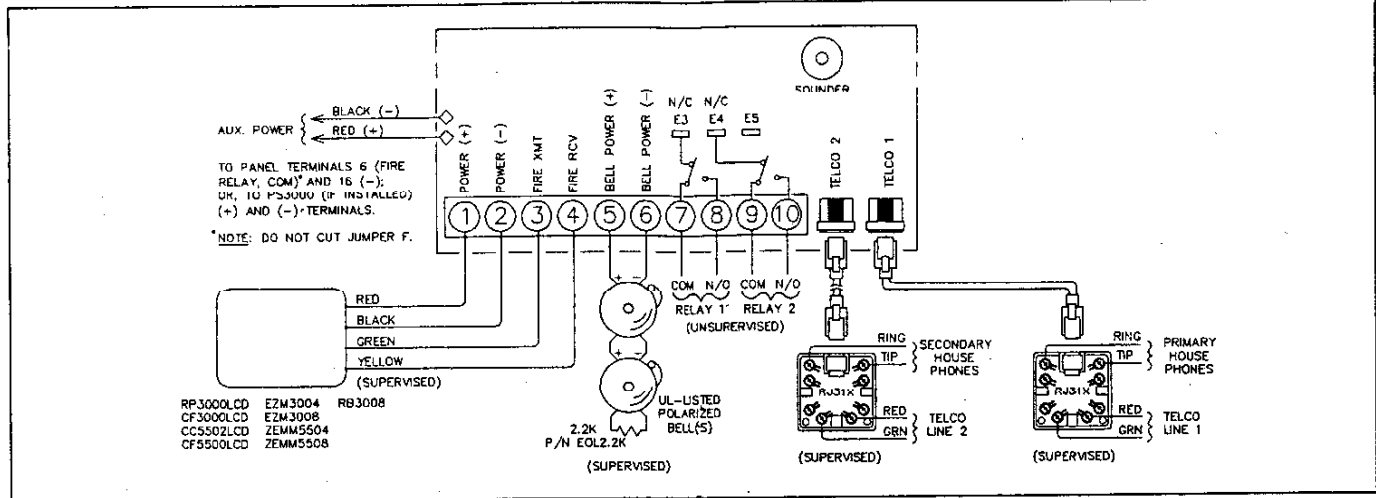 SOUNDER
BLACK (-)
RED (+)
AUX. POWER
TO PANEL TERMINALS 6 (FIRE
RELAY, COM)* AND 16 (-);
OR, TO PS3000 (IF INSTALLED)
(+) AND (-) TERMINALS.
*NOTE: DO NOT CUT JUMPER F.
POWER (+)
POWER (-)
FIRE XMT
FIRE RCV
BELL POWER (+)
BELL POWER (-)
N/C
E3
N/C
E4
E5
TELCO 2
TELCO 1
1 2 3 4 5 6 7 8 9 10
COM N/O
RELAY 1
COM N/O
RELAY 2
(UNSURERVISED)
RED
BLACK
GREEN
YELLOW
(SUPERVISED)
RP3000LCD EZM3004 RB3008
CF3000LCD EZM3008
CC5502LCD ZEMM5504
CF5500LCD ZEMM5508
+ -
+ -
UL-LISTED
POLARIZED
BELL(S)
2.2K
P/N EOL2.2K
(SUPERVISED)
RING
TIP
SECONDARY
HOUSE
PHONES
RJ31X
RED
GRN
TELCO
LINE 2
(SUPERVISED)
RING
TIP
PRIMARY
HOUSE
PHONES
RJ31X
RED
GRN
TELCO
LINE 1
(SUPERVISED)